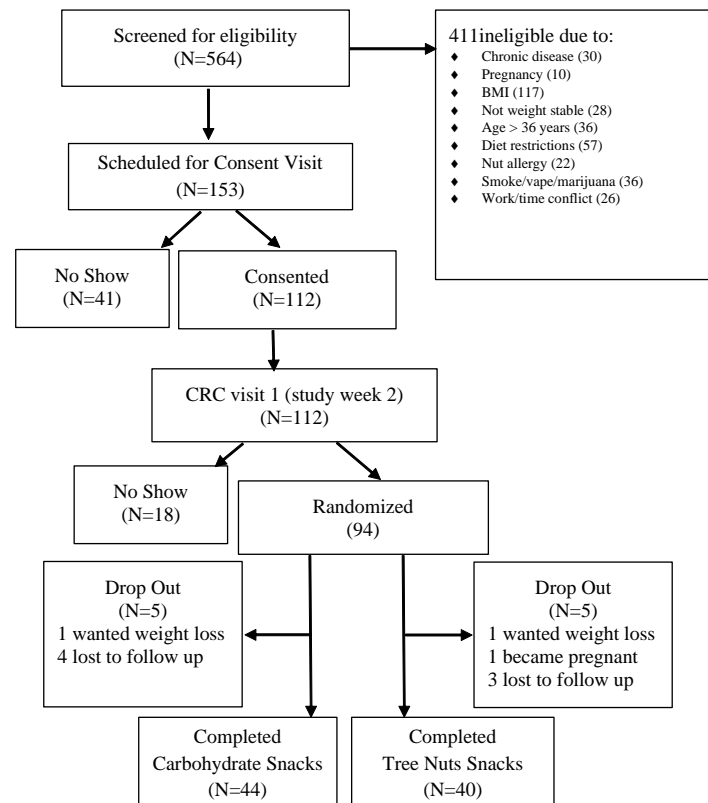 Screened for eligibility
(N=564)
411ineligible due to:
♦ Chronic disease (30)
♦ Pregnancy (10)
♦ BMI (117)
♦ Not weight stable (28)
♦ Age > 36 years (36)
♦ Diet restrictions (57)
♦ Nut allergy (22)
♦ Smoke/vape/marijuana (36)
♦ Work/time conflict (26)
Scheduled for Consent Visit
(N=153)
No Show
(N=41)
Consented
(N=112)
CRC visit 1 (study week 2)
(N=112)
No Show
(N=18)
Randomized
(94)
Drop Out
(N=5)
1 wanted weight loss
4 lost to follow up
Drop Out
(N=5)
1 wanted weight loss
1 became pregnant
3 lost to follow up
Completed
Carbohydrate Snacks
(N=44)
Completed
Tree Nuts Snacks
(N=40)